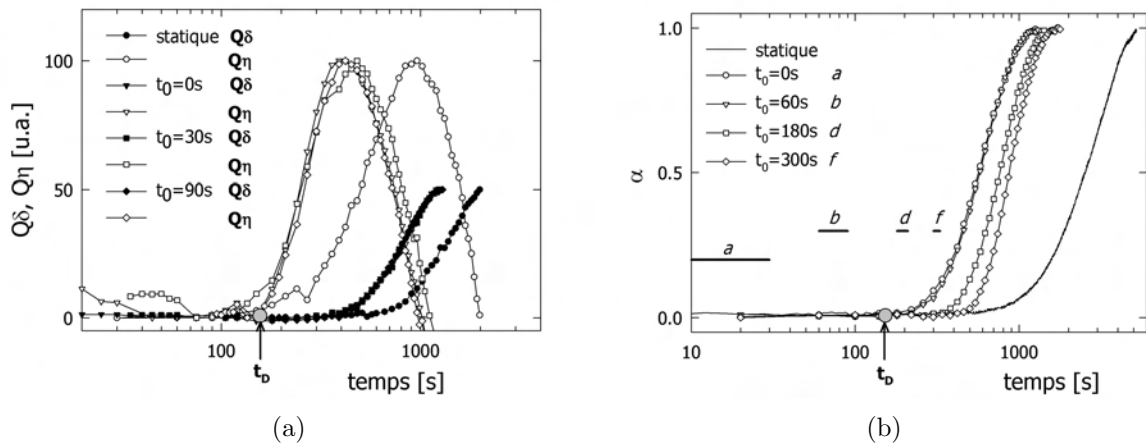 100
50
0
Qδ, Qη [u.a.]
statique Qδ
Qη
t0=0s Qδ
Qη
t0=30s Qδ
Qη
t0=90s Qδ
Qη
100
1000
tD
temps [s]
(a)
1.0
0.5
0.0
α
statique
t0=0s a
t0=60s b
t0=180s d
t0=300s f
a
b
d
f
10
100
1000
tD
temps [s]
(b)